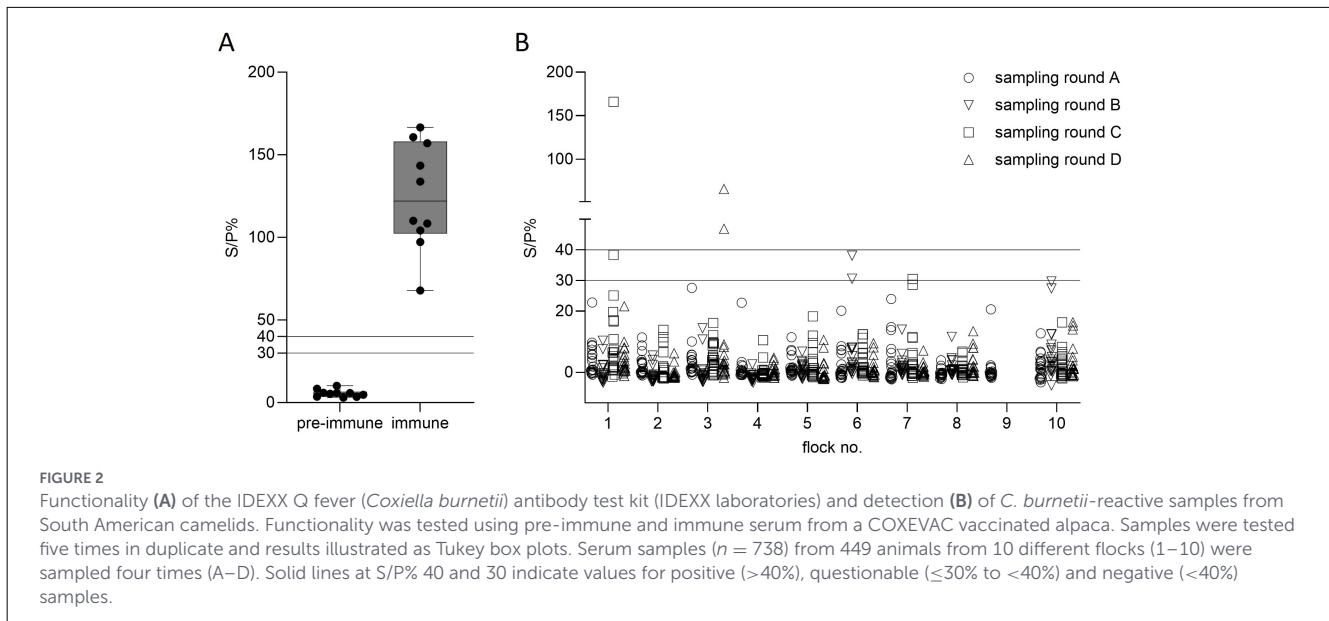 A
B
200
150
100
50
40
30
0
S/P%
pre-immune immune
200
150
100
40
30
20
0
S/P%
1 2 3 4 5 6 7 8 9 10
flock no.
sampling round A
sampling round B
sampling round C
sampling round D
FIGURE 2
Functionality (A) of the IDEXX Q fever (Coxiella burnetii) antibody test kit (IDEXX laboratories) and detection (B) of C. burnetii-reactive samples from
South American camelids. Functionality was tested using pre-immune and immune serum from a COXEVAC vaccinated alpaca. Samples were tested
five times in duplicate and results illustrated as Tukey box plots. Serum samples (n = 738) from 449 animals from 10 different flocks (1–10) were
sampled four times (A–D). Solid lines at S/P% 40 and 30 indicate values for positive (>40%), questionable (≤30% to <40%) and negative (<40%)
samples.